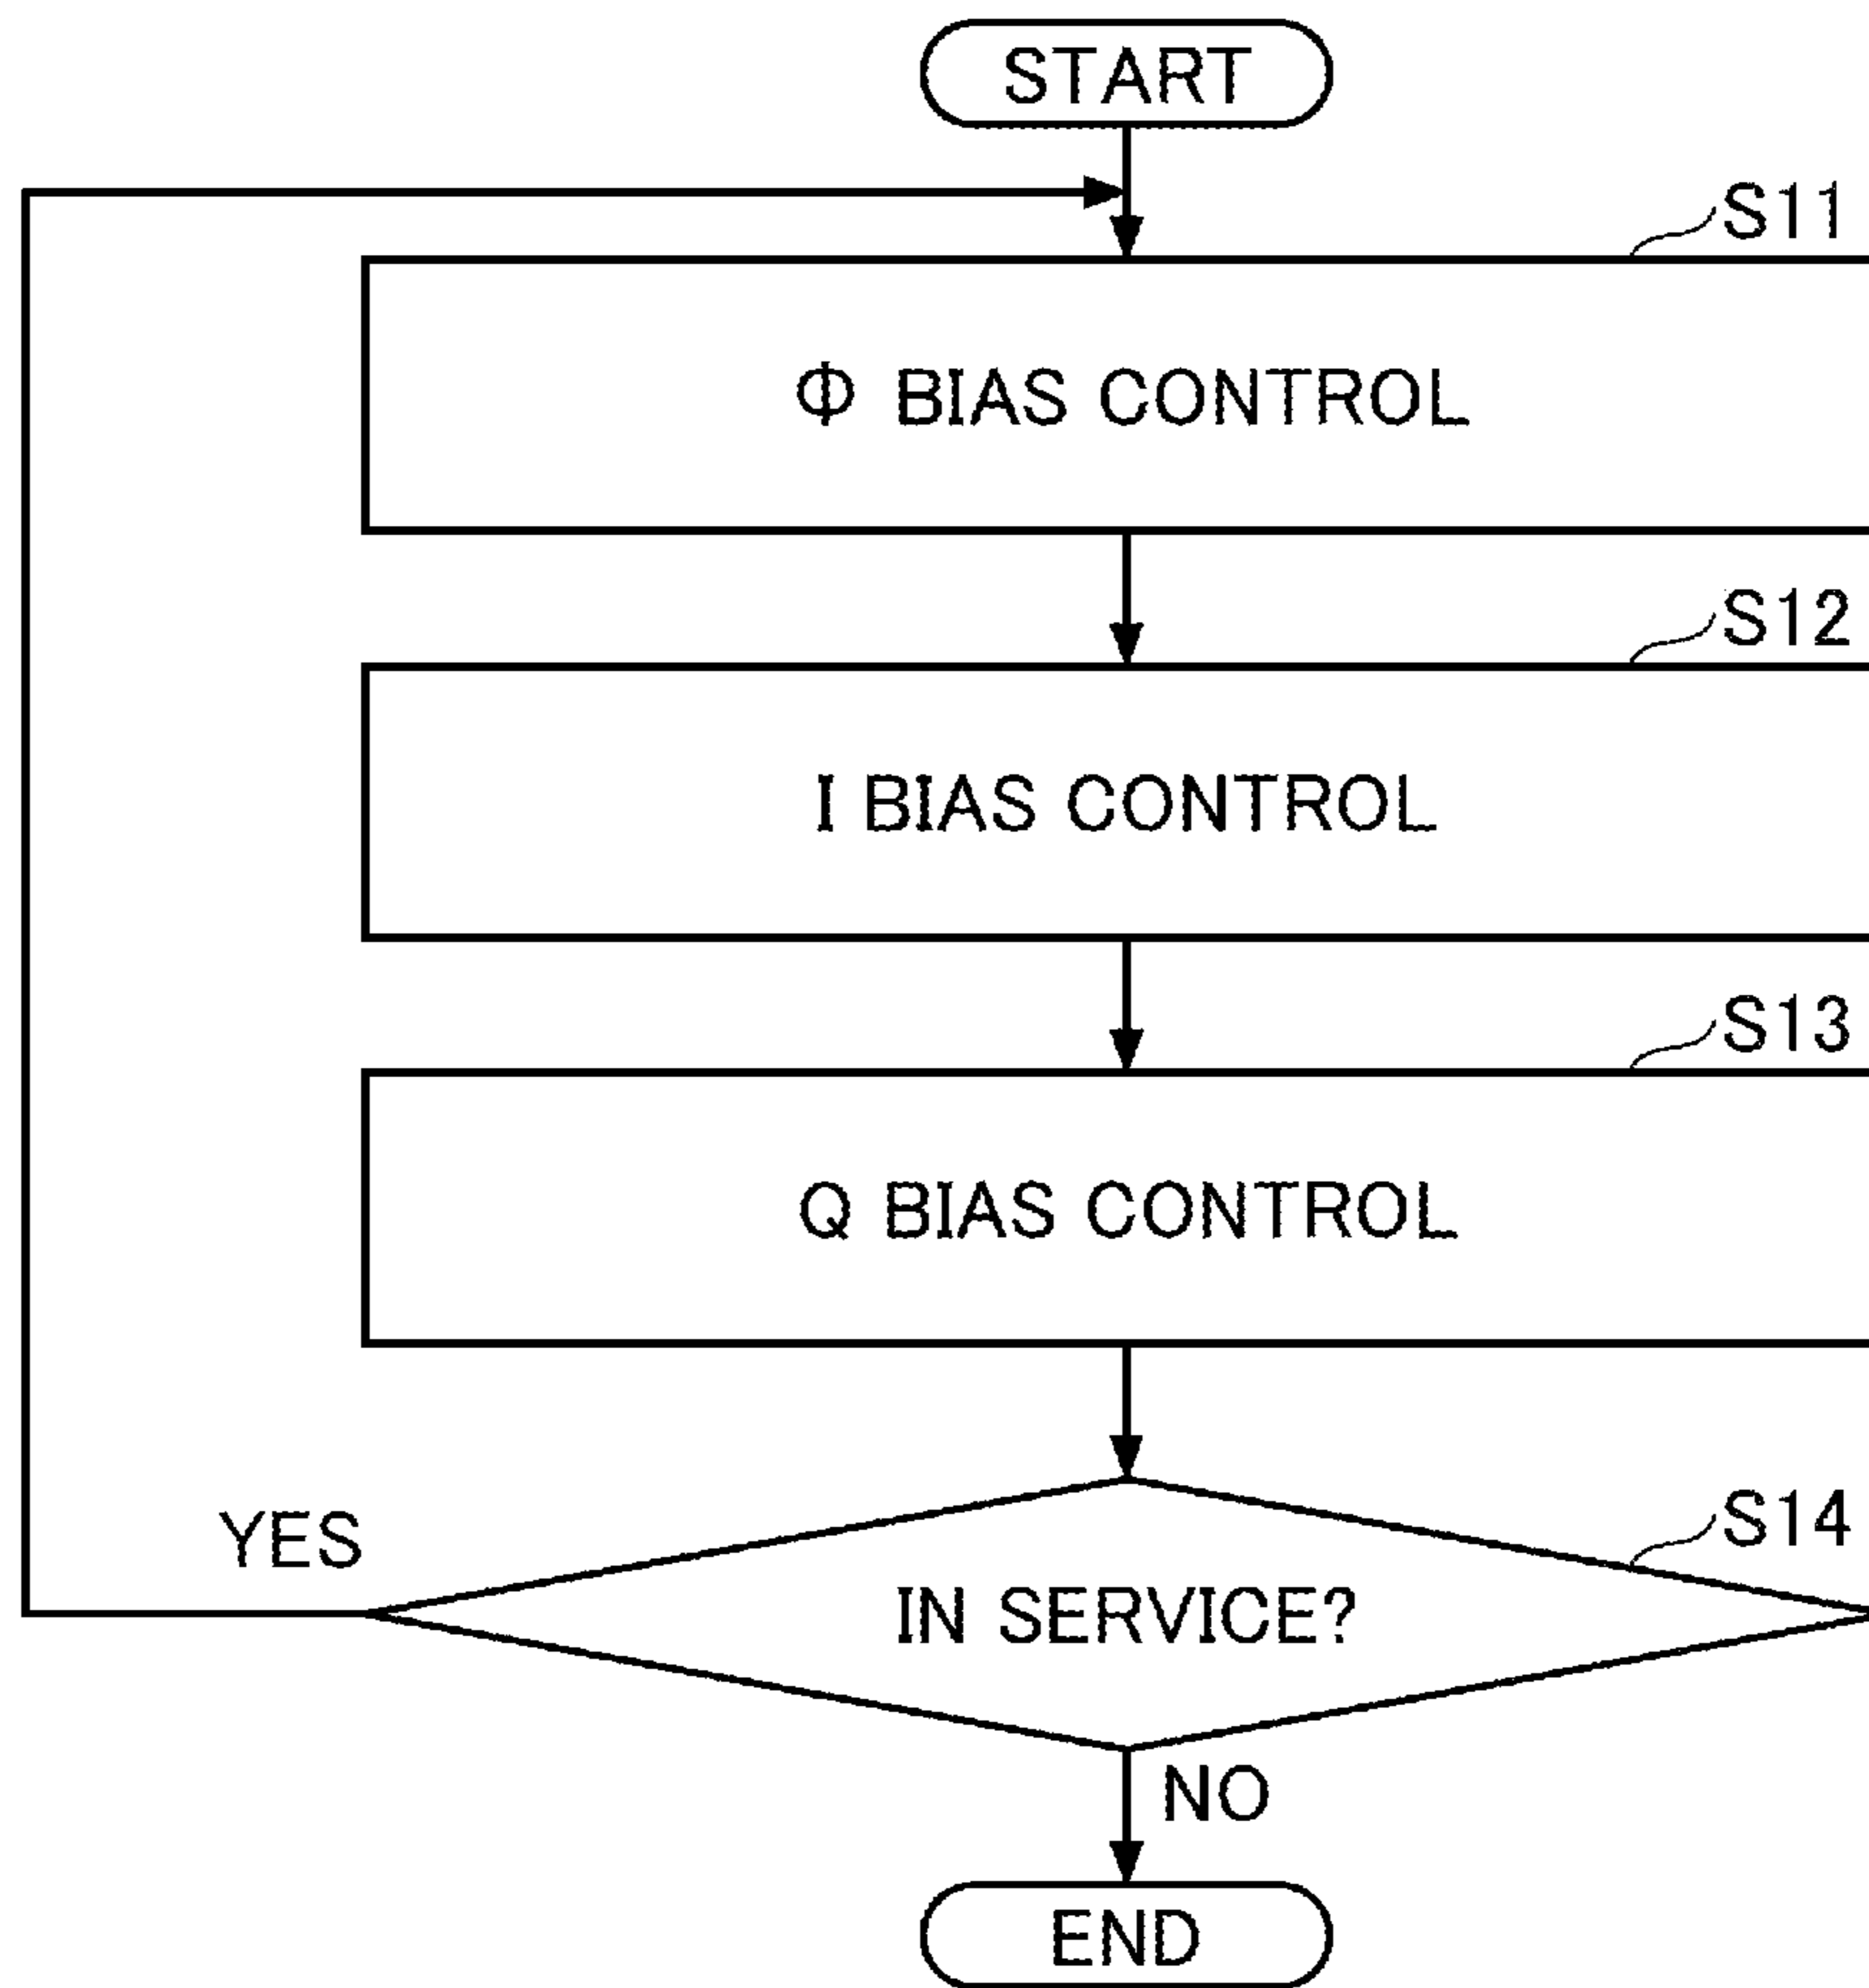 START
S11
Φ BIAS CONTROL
S12
I BIAS CONTROL
S13
Q BIAS CONTROL
S14
YES
IN SERVICE?
NO
END